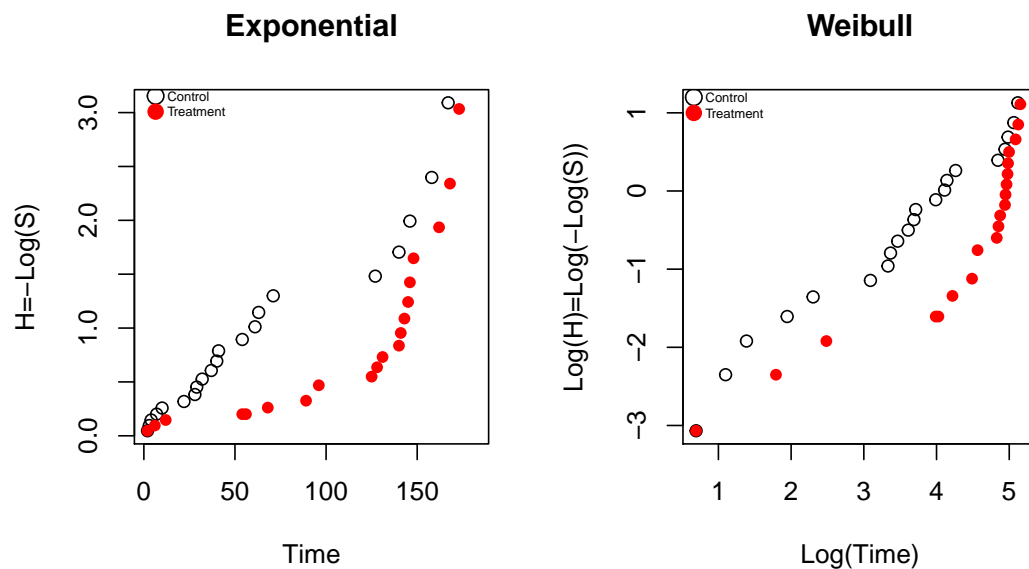 Exponential
H=−Log(S)
3.0
2.0
1.0
0.0
Control
Treatment
0 50 100 150
Time
Weibull
Log(H)=Log(−Log(S))
1
0
−1
−2
−3
Control
Treatment
1 2 3 4 5
Log(Time)